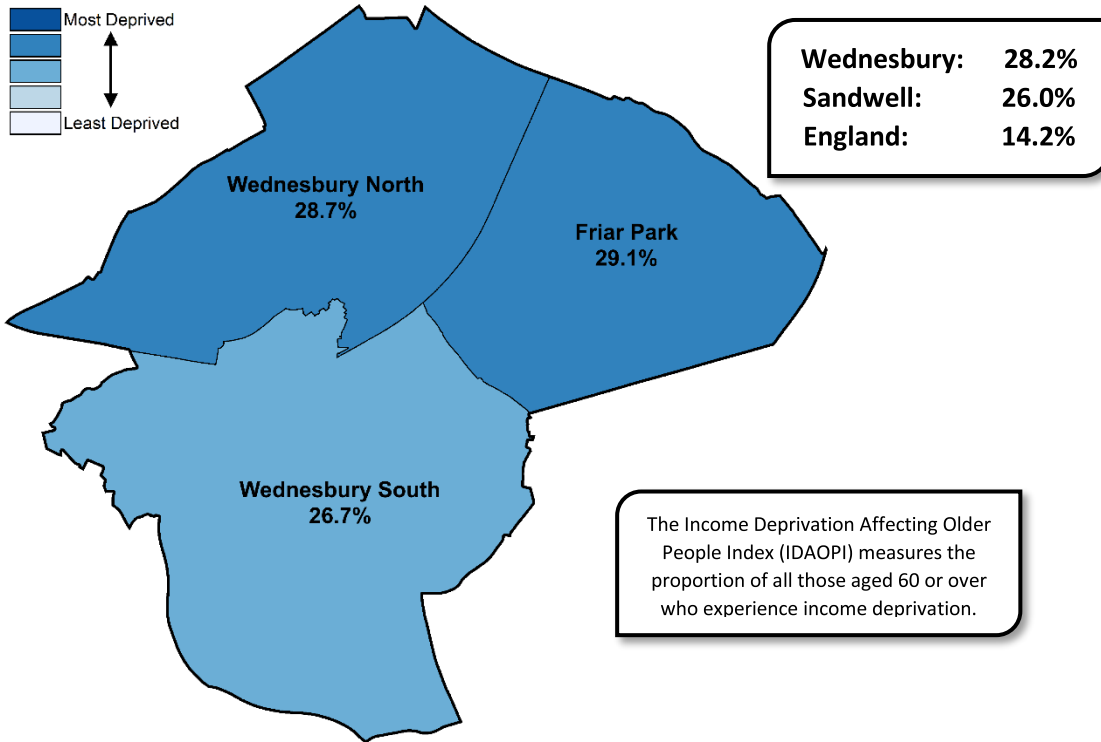 Most Deprived
Least Deprived
Wednesbury: 28.2%
Sandwell: 26.0%
England: 14.2%
Wednesbury North
28.7%
Friar Park
29.1%
Wednesbury South
26.7%
The Income Deprivation Affecting Older
People Index (IDAOPI) measures the
proportion of all those aged 60 or over
who experience income deprivation.